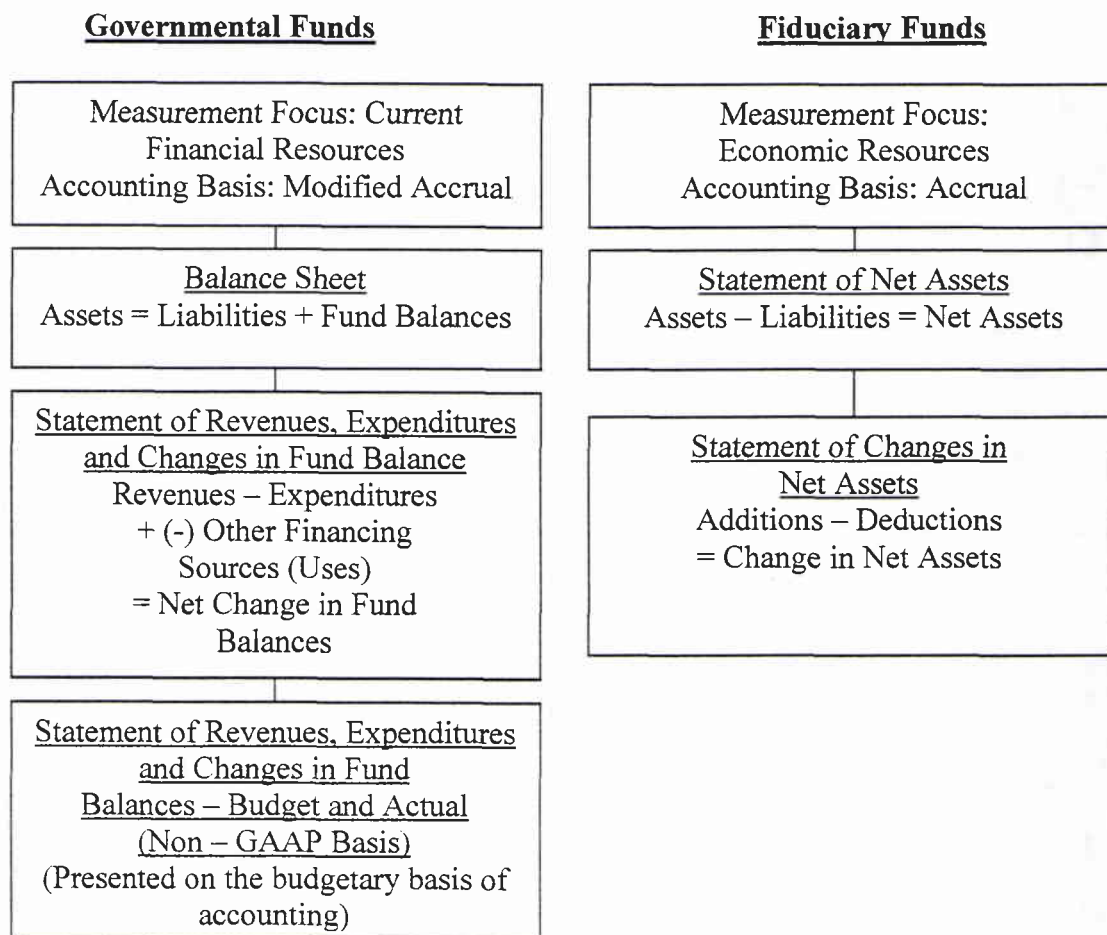 Governmental Funds
Measurement Focus: Current
Financial Resources
Accounting Basis: Modified Accrual
Balance Sheet
Assets = Liabilities + Fund Balances
Statement of Revenues, Expenditures
and Changes in Fund Balance
Revenues – Expenditures
+ (-) Other Financing
Sources (Uses)
= Net Change in Fund
Balances
Statement of Revenues, Expenditures
and Changes in Fund
Balances – Budget and Actual
(Non – GAAP Basis)
(Presented on the budgetary basis of
accounting)
Fiduciary Funds
Measurement Focus:
Economic Resources
Accounting Basis: Accrual
Statement of Net Assets
Assets – Liabilities = Net Assets
Statement of Changes in
Net Assets
Additions – Deductions
= Change in Net Assets